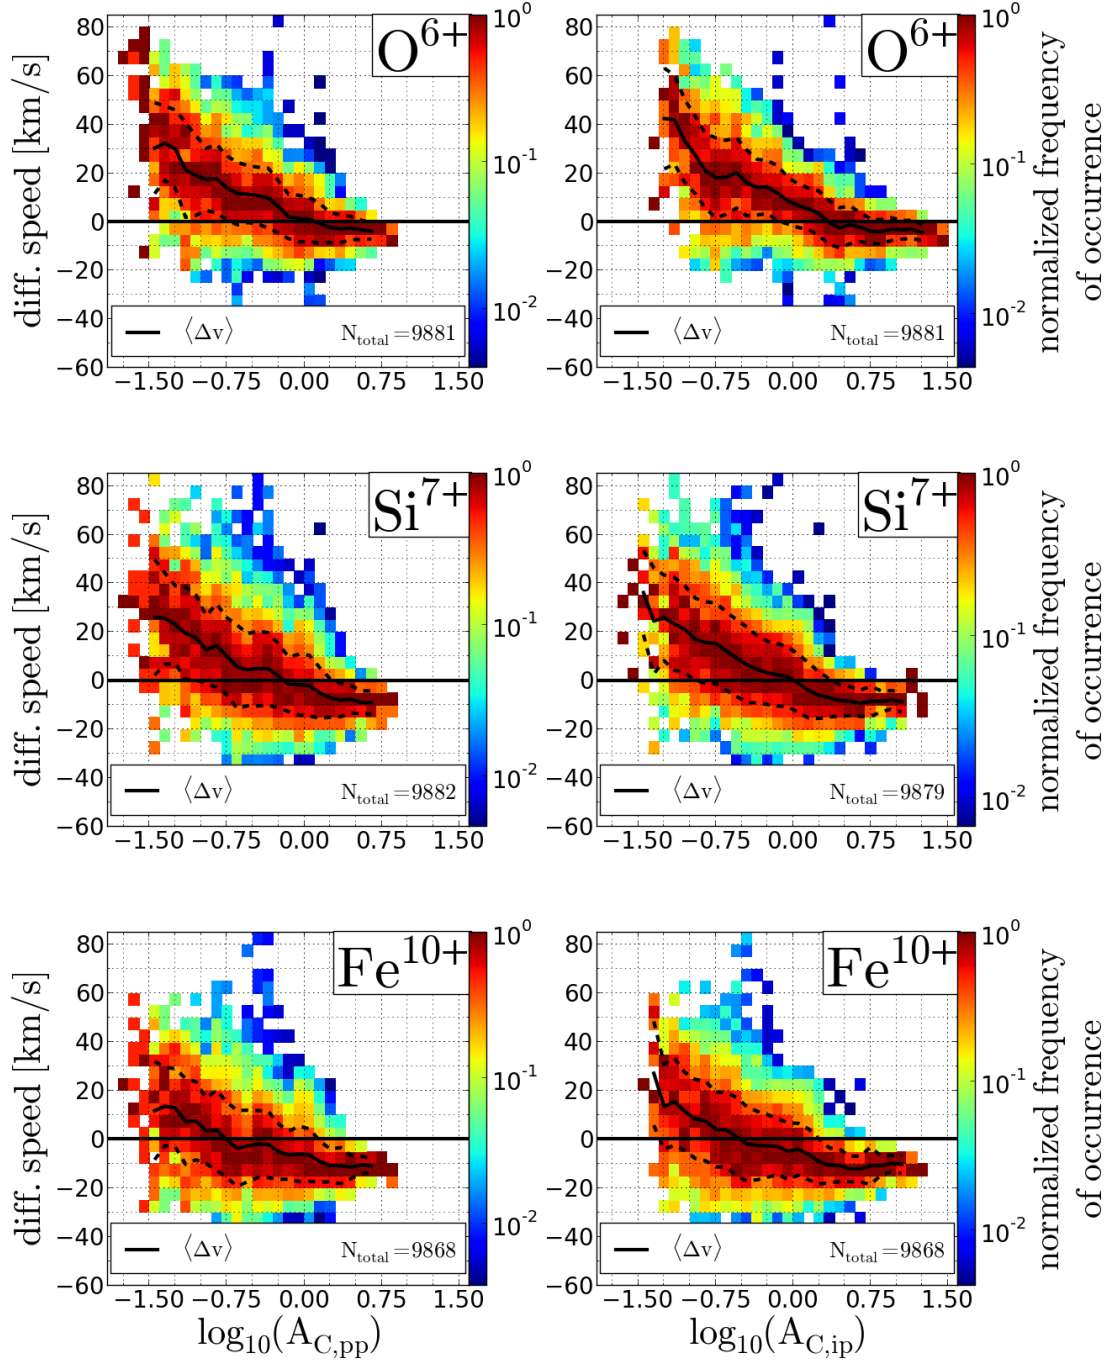 diff. speed [km/s]
80
60
40
20
0
−20
−40
−60
O⁶⁺
⟨Δv⟩ N_total=9881
−1.50 −0.75 0.00 0.75 1.50
10⁰
10⁻¹
10⁻²
O⁶⁺
80
60
40
20
0
−20
−40
−60
⟨Δv⟩ N_total=9881
−1.50 −0.75 0.00 0.75 1.50
10⁰
10⁻¹
10⁻²
normalized frequency
of occurrence
diff. speed [km/s]
80
60
40
20
0
−20
−40
−60
Si⁷⁺
⟨Δv⟩ N_total=9882
−1.50 −0.75 0.00 0.75 1.50
10⁰
10⁻¹
10⁻²
80
60
40
20
0
−20
−40
−60
Si⁷⁺
⟨Δv⟩ N_total=9879
−1.50 −0.75 0.00 0.75 1.50
10⁰
10⁻¹
10⁻²
normalized frequency
of occurrence
diff. speed [km/s]
80
60
40
20
0
−20
−40
−60
Fe¹⁰⁺
⟨Δv⟩ N_total=9868
−1.50 −0.75 0.00 0.75 1.50
log₁₀(A_C,pp)
10⁰
10⁻¹
10⁻²
80
60
40
20
0
−20
−40
−60
Fe¹⁰⁺
⟨Δv⟩ N_total=9868
−1.50 −0.75 0.00 0.75 1.50
log₁₀(A_C,ip)
10⁰
10⁻¹
10⁻²
normalized frequency
of occurrence